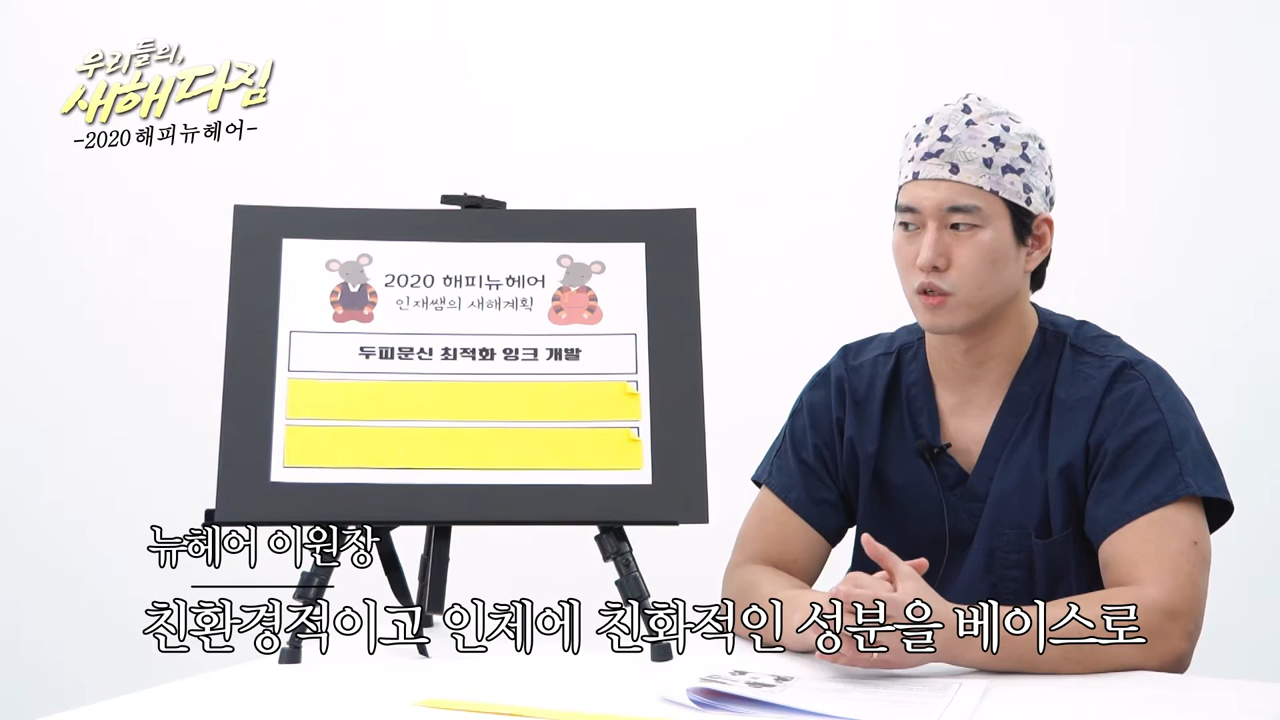 우리들의,
새해다짐
-2020 해피뉴헤어-
2020 해피뉴헤어
인재쌤의 새해계획
두피문신 최적화 잉크 개발
뉴헤어 이원창
친환경적이고 인체에 친화적인 성분을 베이스로